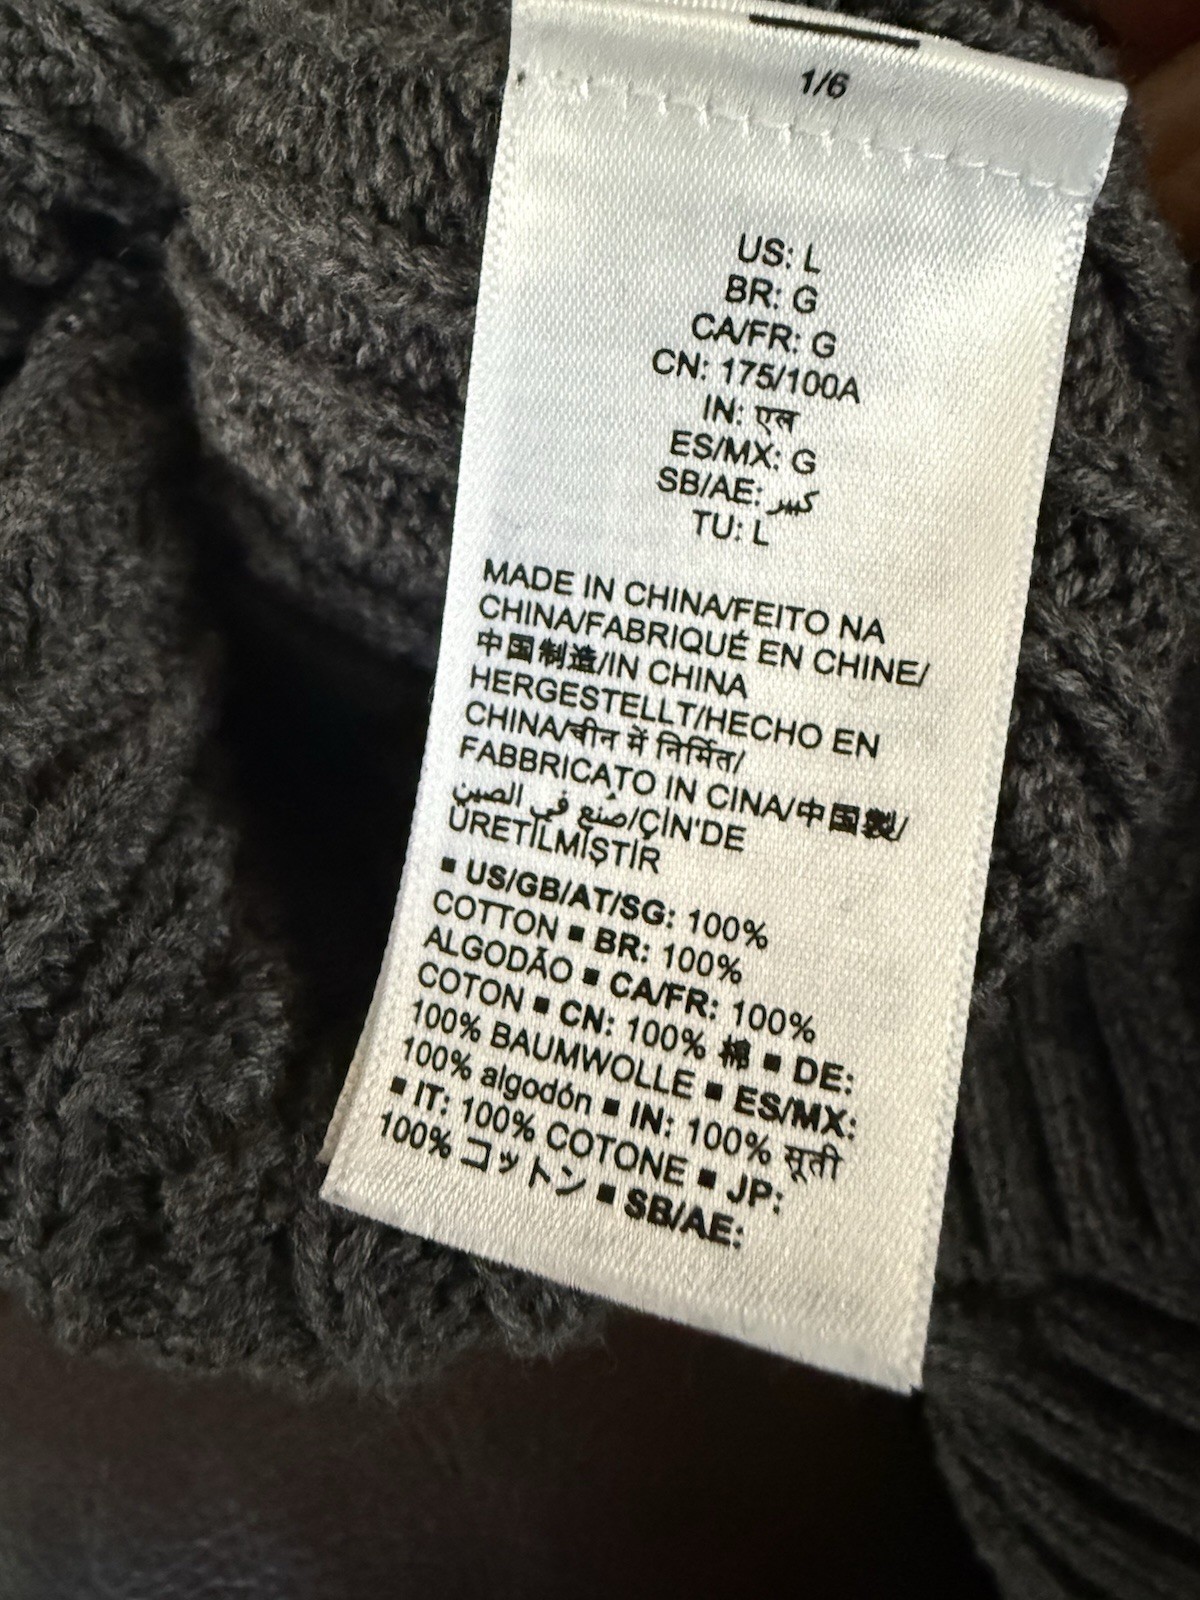 1/6
US: L
BR: G
CA/FR: G
CN: 175/100A
IN: एल
ES/MX: G
SB/AE: كبير
TU: L
MADE IN CHINA/FEITO NA
CHINA/FABRIQUÉ EN CHINE/
中国制造/IN CHINA
HERGESTELLT/HECHO EN
CHINA/चीन में निर्मित/
FABBRICATO IN CINA/中国製/
صُنع في الصين/ÇİN'DE
ÜRETİLMİŞTİR
▪ US/GB/AT/SG: 100%
COTTON ▪ BR: 100%
ALGODÃO ▪ CA/FR: 100%
COTON ▪ CN: 100% 棉 ▪ DE:
100% BAUMWOLLE ▪ ES/MX:
100% algodón ▪ IN: 100% सूती
▪ IT: 100% COTONE ▪ JP:
100% コットン ▪ SB/AE: